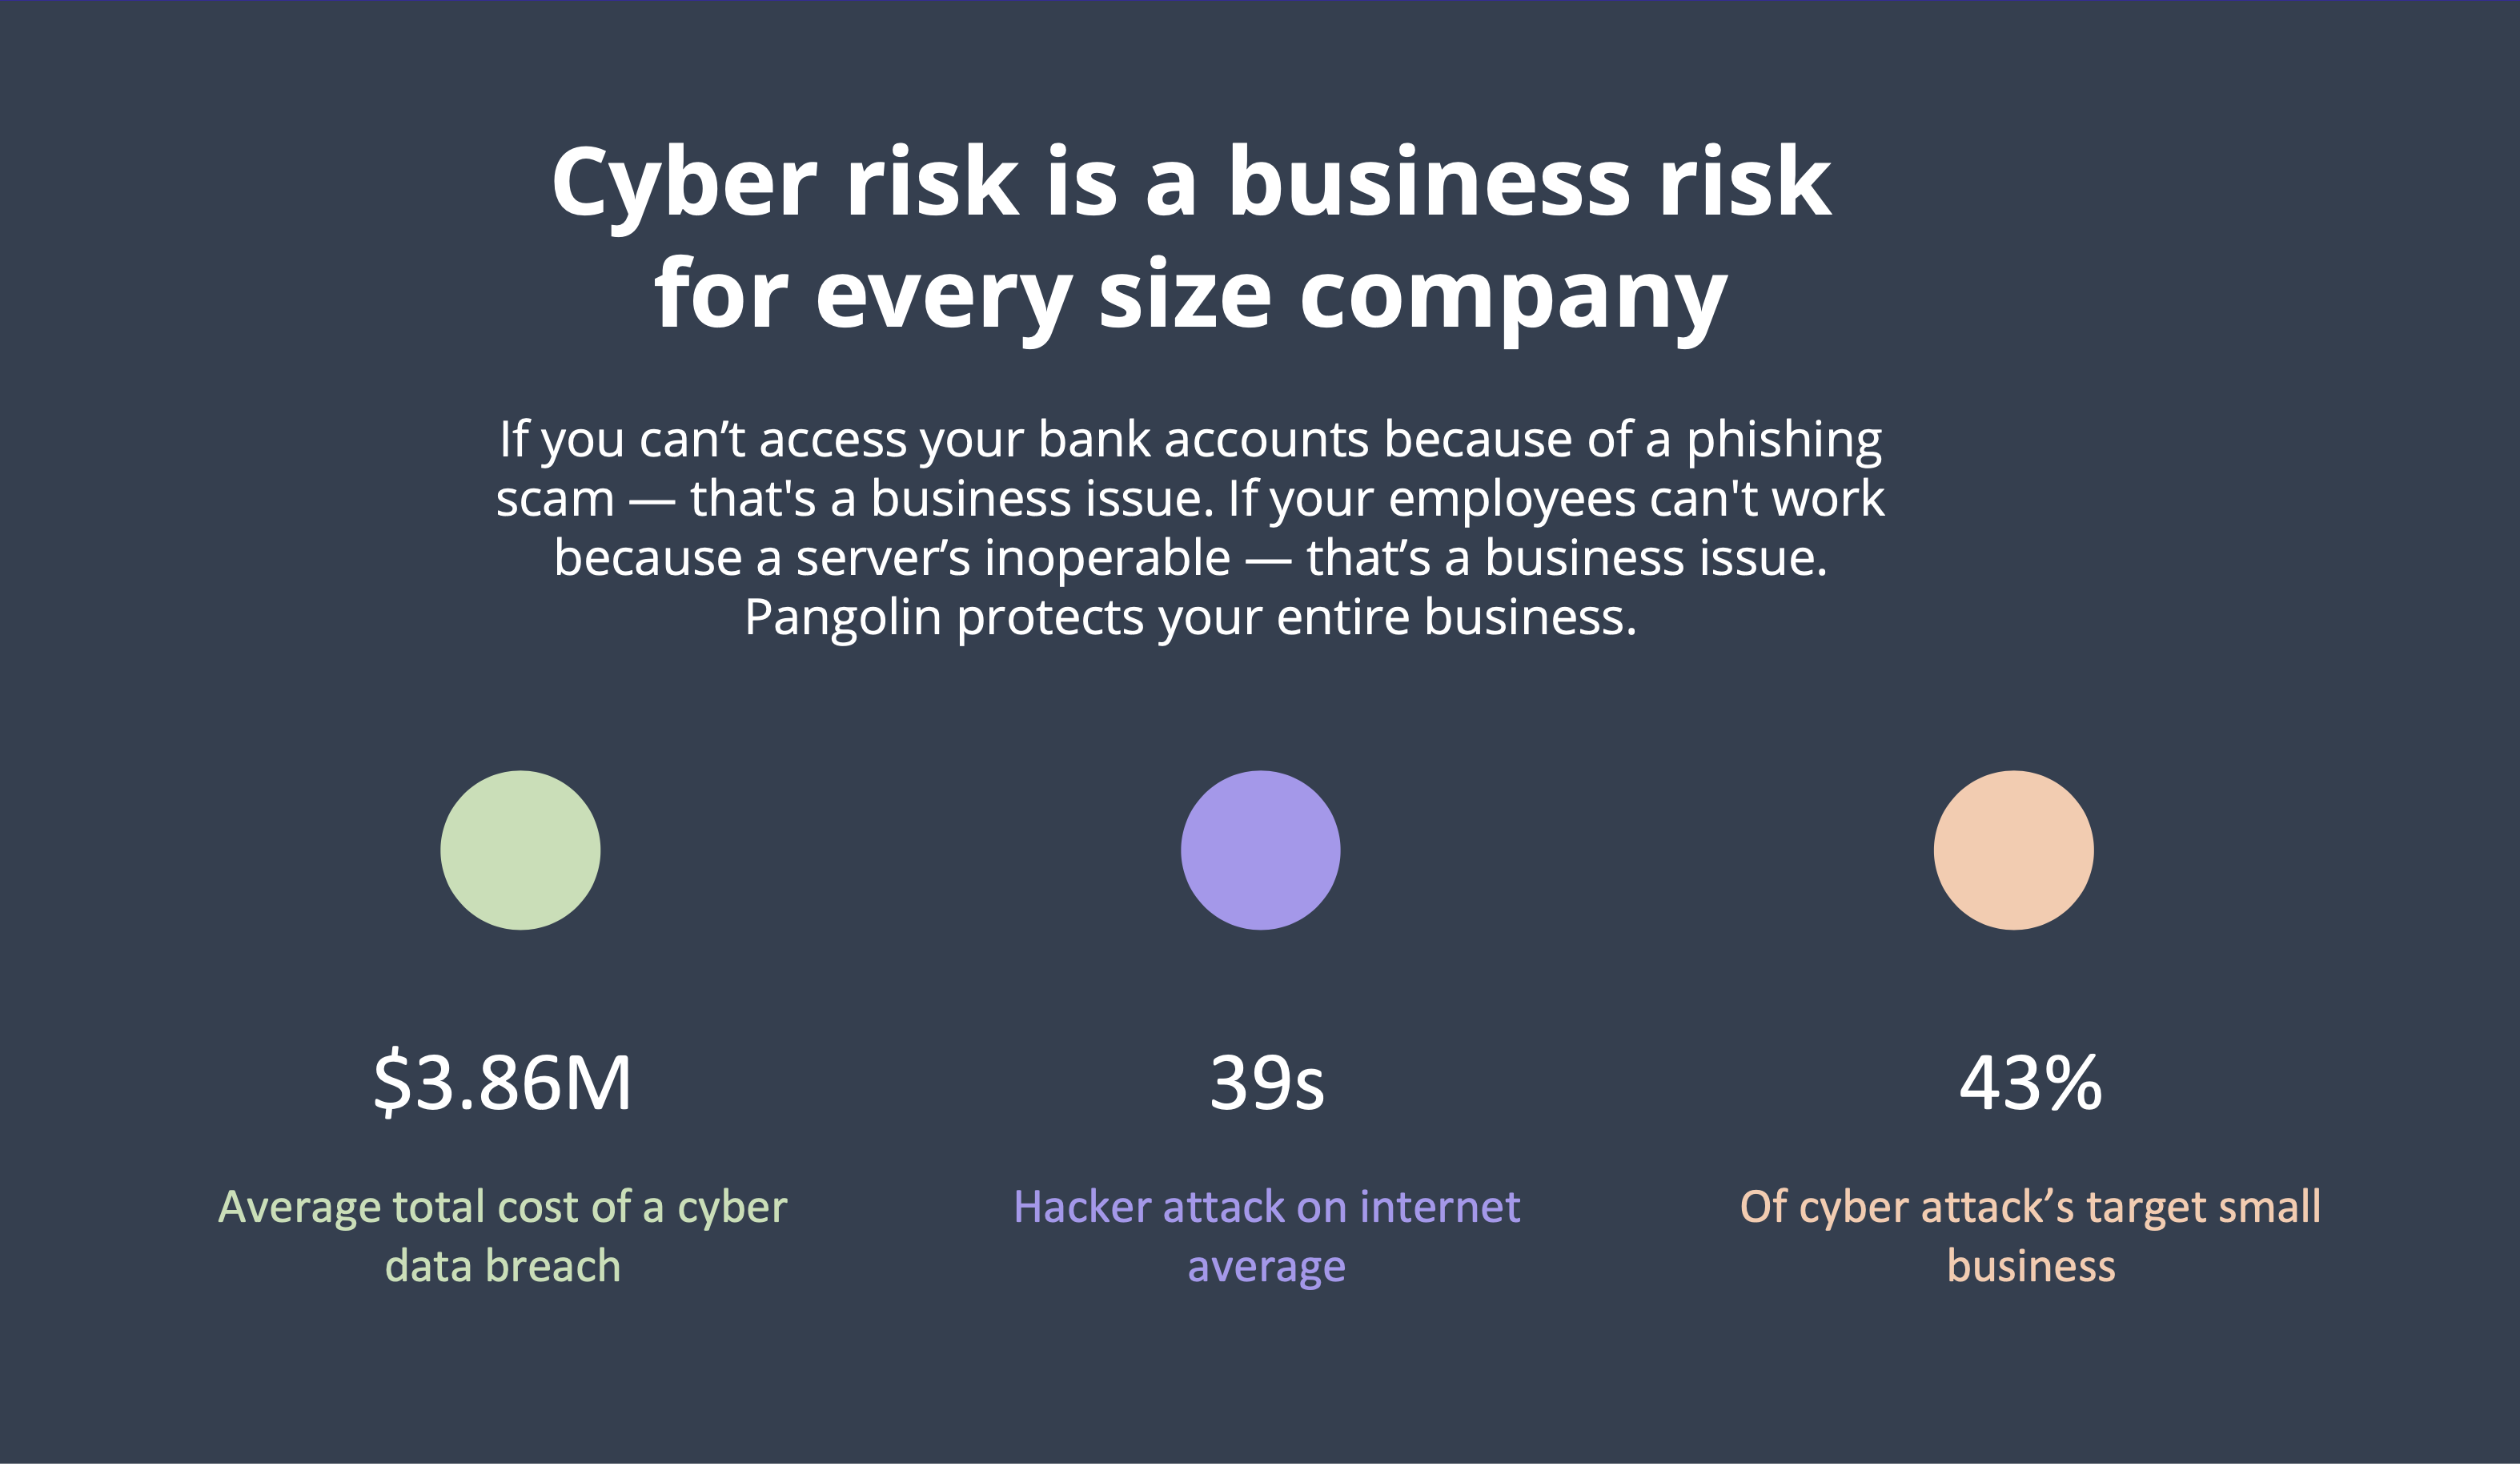 Cyber risk is a business risk
for every size company
If you can’t access your bank accounts because of a phishing
scam — that's a business issue. If your employees can't work
because a server’s inoperable — that’s a business issue.
Pangolin protects your entire business.
$3.86M
Average total cost of a cyber
data breach
39s
Hacker attack on internet
average
43%
Of cyber attack’s target small
business